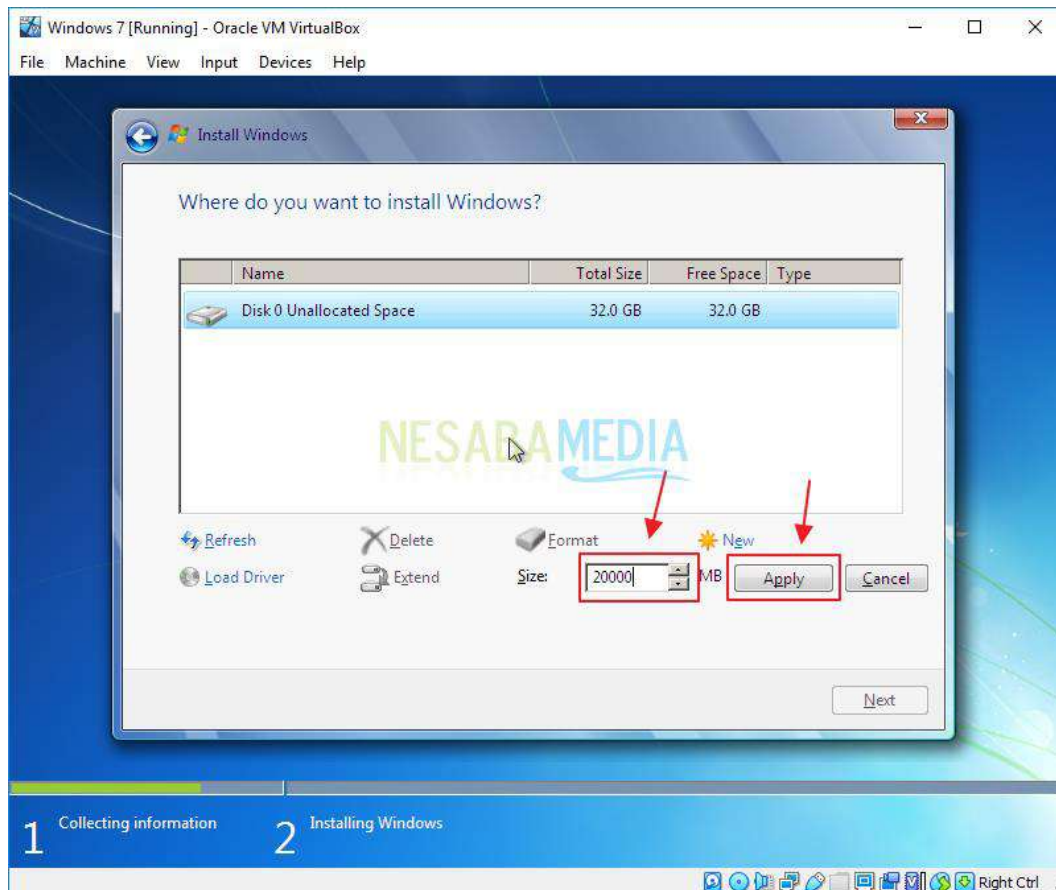 Windows 7 [Running] - Oracle VM VirtualBox
File Machine View Input Devices Help
Install Windows
Where do you want to install Windows?
Name Total Size Free Space Type
Disk 0 Unallocated Space 32.0 GB 32.0 GB
NESABAMEDIA
Refresh Delete Format New
Load Driver Extend Size: 20000 MB Apply Cancel
Next
1 Collecting information 2 Installing Windows
Right Ctrl